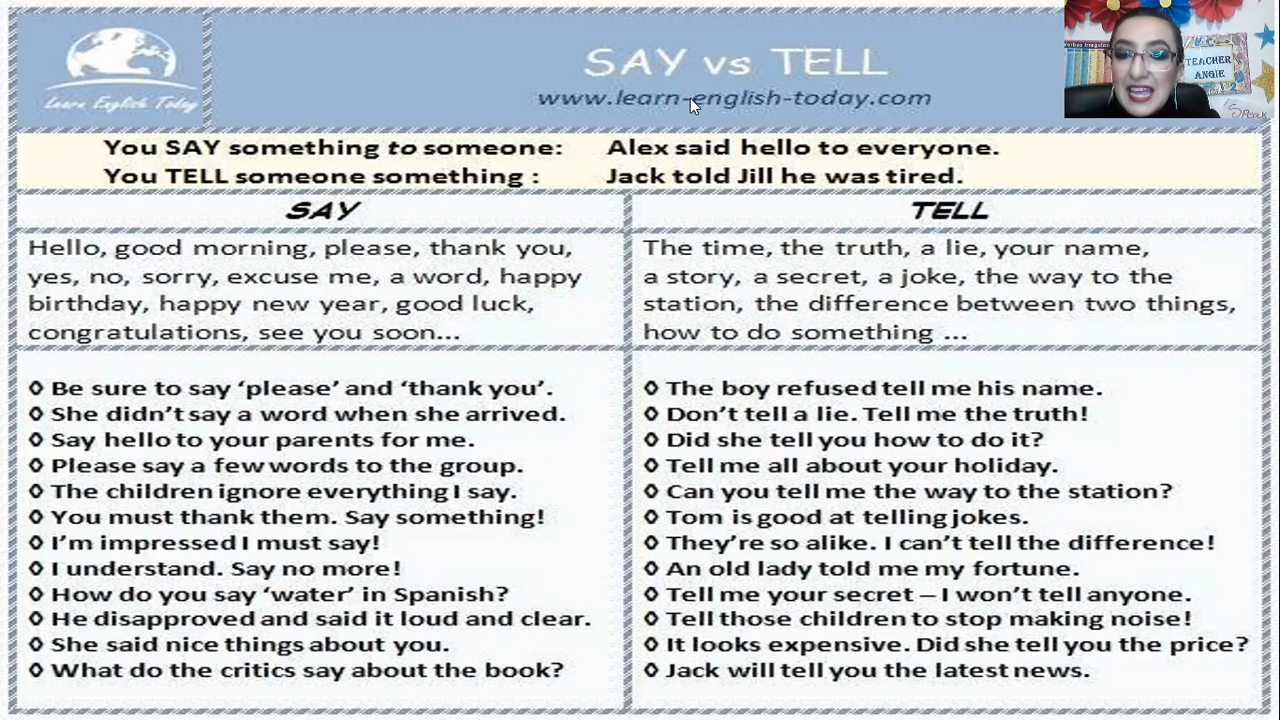 Learn English Today
SAY vs TELL
www.learn-english-today.com
Verbos Irregulares
TEACHER
ANGIE
You SAY something to someone: Alex said hello to everyone.
You TELL someone something : Jack told Jill he was tired.
SAY
Hello, good morning, please, thank you,
yes, no, sorry, excuse me, a word, happy
birthday, happy new year, good luck,
congratulations, see you soon...
◊ Be sure to say ‘please’ and ‘thank you’.
◊ She didn’t say a word when she arrived.
◊ Say hello to your parents for me.
◊ Please say a few words to the group.
◊ The children ignore everything I say.
◊ You must thank them. Say something!
◊ I’m impressed I must say!
◊ I understand. Say no more!
◊ How do you say ‘water’ in Spanish?
◊ He disapproved and said it loud and clear.
◊ She said nice things about you.
◊ What do the critics say about the book?
TELL
The time, the truth, a lie, your name,
a story, a secret, a joke, the way to the
station, the difference between two things,
how to do something ...
◊ The boy refused tell me his name.
◊ Don’t tell a lie. Tell me the truth!
◊ Did she tell you how to do it?
◊ Tell me all about your holiday.
◊ Can you tell me the way to the station?
◊ Tom is good at telling jokes.
◊ They’re so alike. I can’t tell the difference!
◊ An old lady told me my fortune.
◊ Tell me your secret – I won’t tell anyone.
◊ Tell those children to stop making noise!
◊ It looks expensive. Did she tell you the price?
◊ Jack will tell you the latest news.